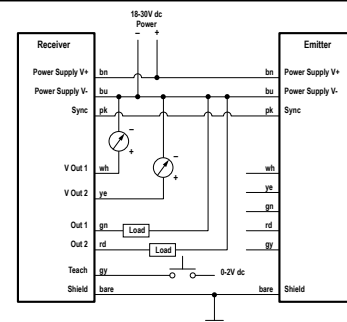 18-30V dc
Power
– +
Receiver
Emitter
Power Supply V+ bn bn Power Supply V+
Power Supply V- bu bu Power Supply V-
Sync pk pk Sync
–
+
–
+
V Out 1 wh wh
V Out 2 ye ye
gn
Out 1 gn Load rd
Out 2 rd Load gy
Teach gy 0-2V dc
Shield bare bare Shield